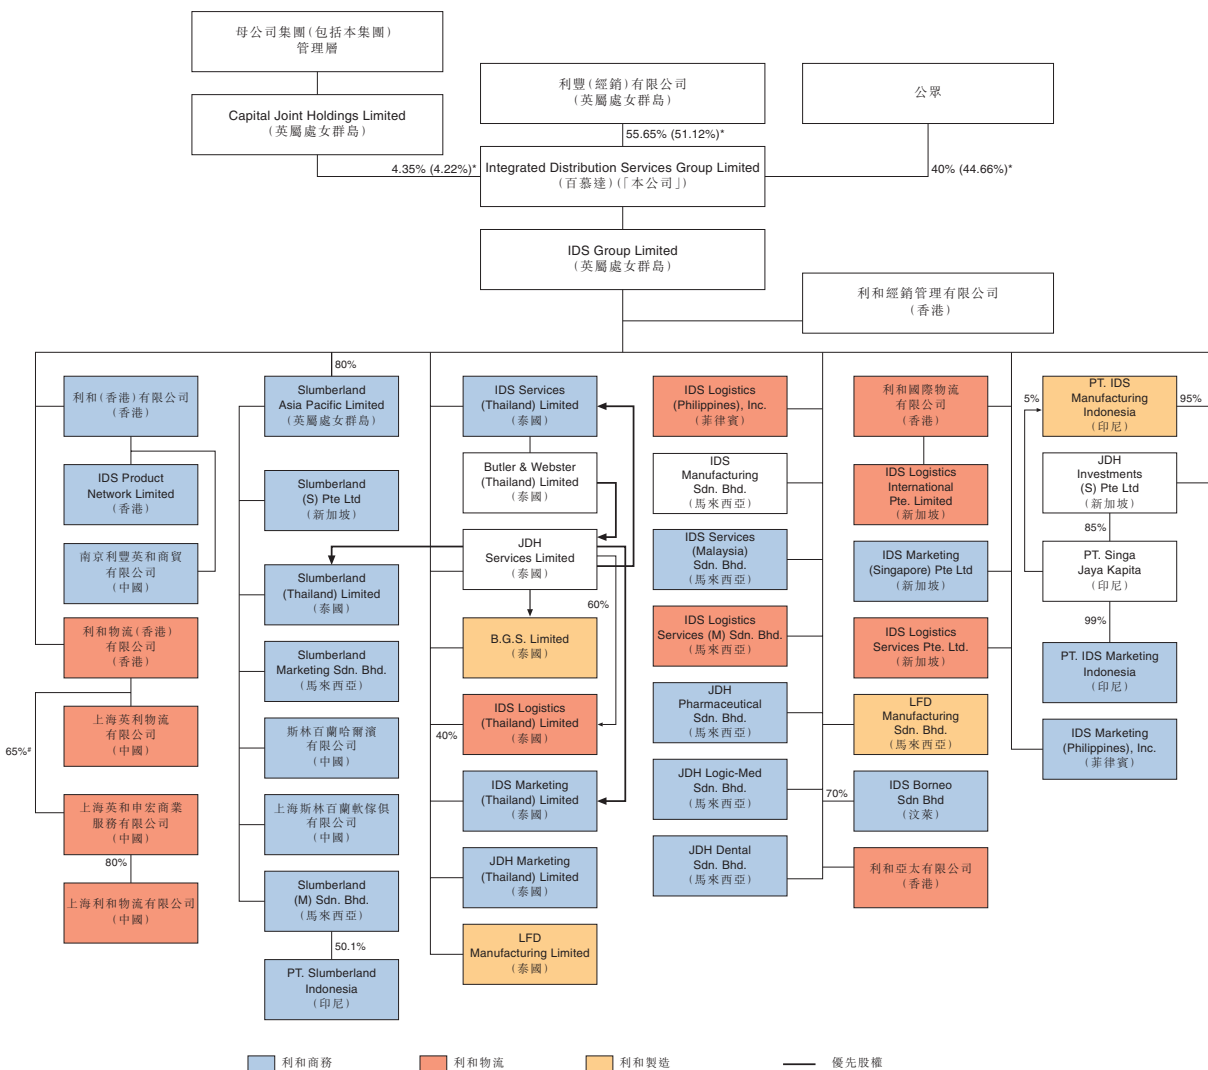 母公司集團(包括本集團)
管理層
Capital Joint Holdings Limited
(英屬處女群島)
利豐(經銷)有限公司
(英屬處女群島)
公眾
55.65% (51.12%)*
4.35% (4.22%)*
40% (44.66%)*
Integrated Distribution Services Group Limited
(百慕達)(「本公司」)
IDS Group Limited
(英屬處女群島)
利和經銷管理有限公司
(香港)
利和(香港)有限公司
(香港)
IDS Product
Network Limited
(香港)
南京利豐英和商貿
有限公司
(中國)
利和物流(香港)
有限公司
(香港)
65%#
上海英利物流
有限公司
(中國)
上海英和申宏商業
服務有限公司
(中國)
80%
上海利和物流有限公司
(中國)
80%
Slumberland
Asia Pacific Limited
(英屬處女群島)
Slumberland
(S) Pte Ltd
(新加坡)
Slumberland
(Thailand) Limited
(泰國)
Slumberland
Marketing Sdn. Bhd.
(馬來西亞)
斯林百蘭哈爾濱
有限公司
(中國)
上海斯林百蘭軟傢俱
有限公司
(中國)
Slumberland
(M) Sdn. Bhd.
(馬來西亞)
50.1%
PT. Slumberland
Indonesia
(印尼)
IDS Services
(Thailand) Limited
(泰國)
Butler & Webster
(Thailand) Limited
(泰國)
JDH
Services Limited
(泰國)
60%
B.G.S. Limited
(泰國)
40%
IDS Logistics
(Thailand) Limited
(泰國)
IDS Marketing
(Thailand) Limited
(泰國)
JDH Marketing
(Thailand) Limited
(泰國)
LFD
Manufacturing Limited
(泰國)
IDS Logistics
(Philippines), Inc.
(菲律賓)
IDS
Manufacturing
Sdn. Bhd.
(馬來西亞)
IDS Services
(Malaysia)
Sdn. Bhd.
(馬來西亞)
IDS Logistics
Services (M) Sdn. Bhd.
(馬來西亞)
JDH
Pharmaceutical
Sdn. Bhd.
(馬來西亞)
JDH Logic-Med
Sdn. Bhd.
(馬來西亞)
JDH Dental
Sdn. Bhd.
(馬來西亞)
利和國際物流
有限公司
(香港)
IDS Logistics
International
Pte. Limited
(新加坡)
IDS Marketing
(Singapore) Pte Ltd
(新加坡)
IDS Logistics
Services Pte. Ltd.
(新加坡)
LFD
Manufacturing
Sdn. Bhd.
(馬來西亞)
70%
IDS Borneo
Sdn Bhd
(汶萊)
利和亞太有限公司
(香港)
5%
PT. IDS
Manufacturing
Indonesia
(印尼)
95%
JDH
Investments
(S) Pte Ltd
(新加坡)
85%
PT. Singa
Jaya Kapita
(印尼)
99%
PT. IDS Marketing
Indonesia
(印尼)
IDS Marketing
(Philippines), Inc.
(菲律賓)
利和商務
利和物流
利和製造
優先股權